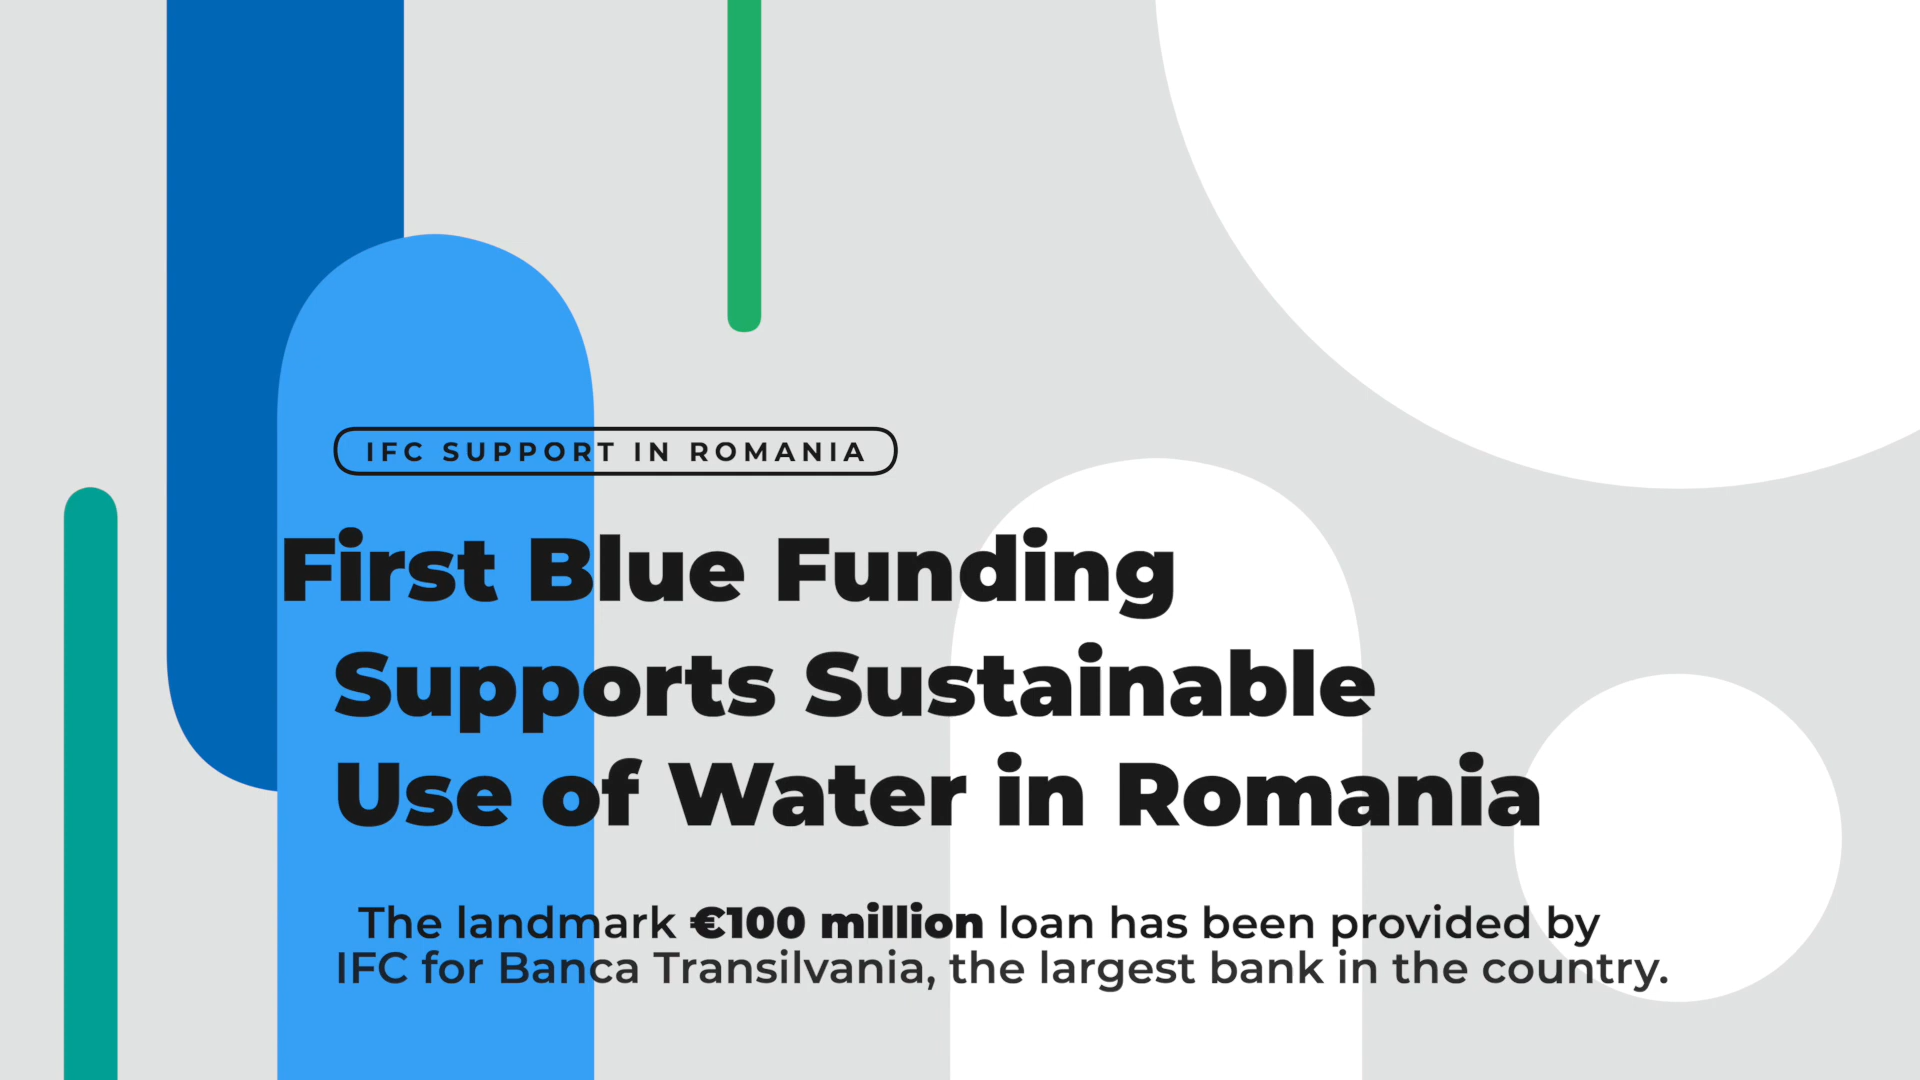 IFC SUPPORT IN ROMANIA
First Blue Funding
Supports Sustainable
Use of Water in Romania
The landmark €100 million loan has been provided by
IFC for Banca Transilvania, the largest bank in the country.